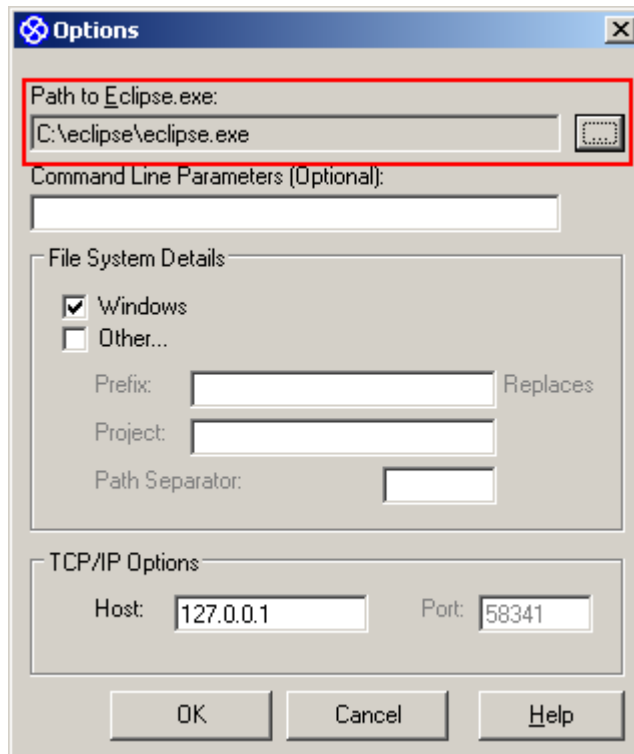 Options
Path to Eclipse.exe:
C:\eclipse\eclipse.exe
...
Command Line Parameters (Optional):
File System Details
Windows
Other...
Prefix: Replaces
Project:
Path Separator:
TCP/IP Options
Host: 127.0.0.1 Port: 58341
OK Cancel Help